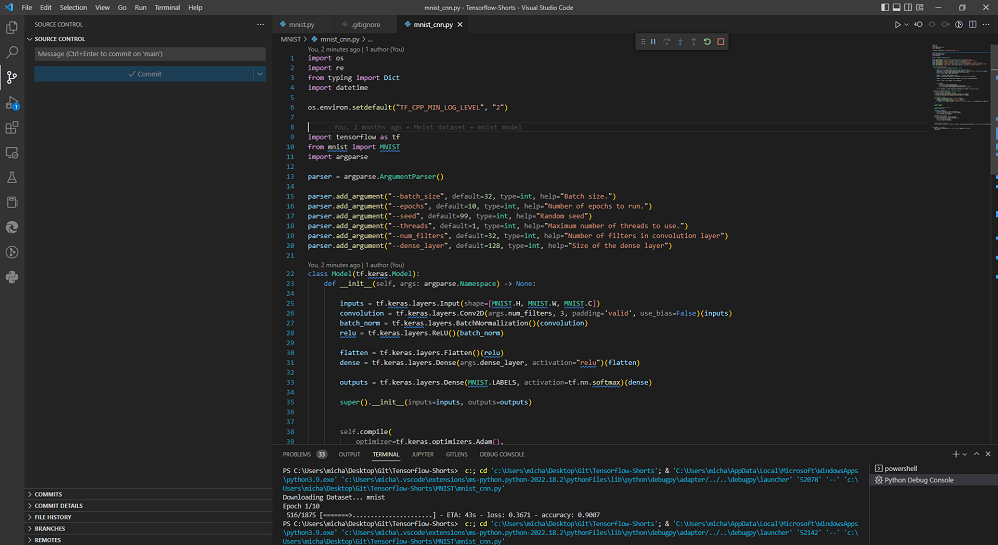 File Edit Selection View Go Run Terminal Help
mnist_cnn.py - Tensorflow-Shorts - Visual Studio Code
SOURCE CONTROL
SOURCE CONTROL
Message (Ctrl+Enter to commit on 'main')
Commit
1
COMMITS
COMMIT DETAILS
FILE HISTORY
BRANCHES
REMOTES
mnist.py .gitignore mnist_cnn.py
MNIST > mnist_cnn.py > ...
You, 2 minutes ago | 1 author (You)
1 import os
2 import re
3 from typing import Dict
4 import datetime
5
6 os.environ.setdefault("TF_CPP_MIN_LOG_LEVEL", "2")
7
8 You, 2 months ago • Mnist dataset + mnist model
9 import tensorflow as tf
10 from mnist import MNIST
11 import argparse
12
13 parser = argparse.ArgumentParser()
14
15 parser.add_argument("--batch_size", default=32, type=int, help="Batch size.")
16 parser.add_argument("--epochs", default=10, type=int, help="Number of epochs to run.")
17 parser.add_argument("--seed", default=99, type=int, help="Random seed")
18 parser.add_argument("--threads", default=1, type=int, help="Maximum number of threads to use.")
19 parser.add_argument("--num_filters", default=32, type=int, help="Number of filters in convolution layer")
20 parser.add_argument("--dense_layer", default=128, type=int, help="Size of the dense layer")
21
You, 2 minutes ago | 1 author (You)
22 class Model(tf.keras.Model):
23 def __init__(self, args: argparse.Namespace) -> None:
24
25 inputs = tf.keras.layers.Input(shape=[MNIST.H, MNIST.W, MNIST.C])
26 convolution = tf.keras.layers.Conv2D(args.num_filters, 3, padding='valid', use_bias=False)(inputs)
27 batch_norm = tf.keras.layers.BatchNormalization()(convolution)
28 relu = tf.keras.layers.ReLU()(batch_norm)
29
30 flatten = tf.keras.layers.Flatten()(relu)
31 dense = tf.keras.layers.Dense(args.dense_layer, activation="relu")(flatten)
32
33 outputs = tf.keras.layers.Dense(MNIST.LABELS, activation=tf.nn.softmax)(dense)
34
35 super().__init__(inputs=inputs, outputs=outputs)
36
37
38 self.compile(
39 optimizer=tf.keras.optimizers.Adam(),
PROBLEMS 33 OUTPUT TERMINAL JUPYTER GITLENS DEBUG CONSOLE
PS C:\Users\micha\Desktop\Git\Tensorflow-Shorts> c:; cd 'c:\Users\micha\Desktop\Git\Tensorflow-Shorts'; & 'C:\Users\micha\AppData\Local\Microsoft\WindowsApps
\python3.9.exe' 'c:\Users\micha\.vscode\extensions\ms-python.python-2022.18.2\pythonFiles\lib\python\debugpy\adapter/../..\debugpy\launcher' '52078' '--' 'c:\
Users\micha\Desktop\Git\Tensorflow-Shorts\MNIST\mnist_cnn.py'
Downloading Dataset... mnist
Epoch 1/10
516/1875 [=======>......................] - ETA: 43s - loss: 0.3671 - accuracy: 0.9007
PS C:\Users\micha\Desktop\Git\Tensorflow-Shorts> c:; cd 'c:\Users\micha\Desktop\Git\Tensorflow-Shorts'; & 'C:\Users\micha\AppData\Local\Microsoft\WindowsApps
\python3.9.exe' 'c:\Users\micha\.vscode\extensions\ms-python.python-2022.18.2\pythonFiles\lib\python\debugpy\adapter/../..\debugpy\launcher' '52142' '--' 'c:\
Users\micha\Desktop\Git\Tensorflow-Shorts\MNIST\mnist_cnn.py'
powershell
Python Debug Console